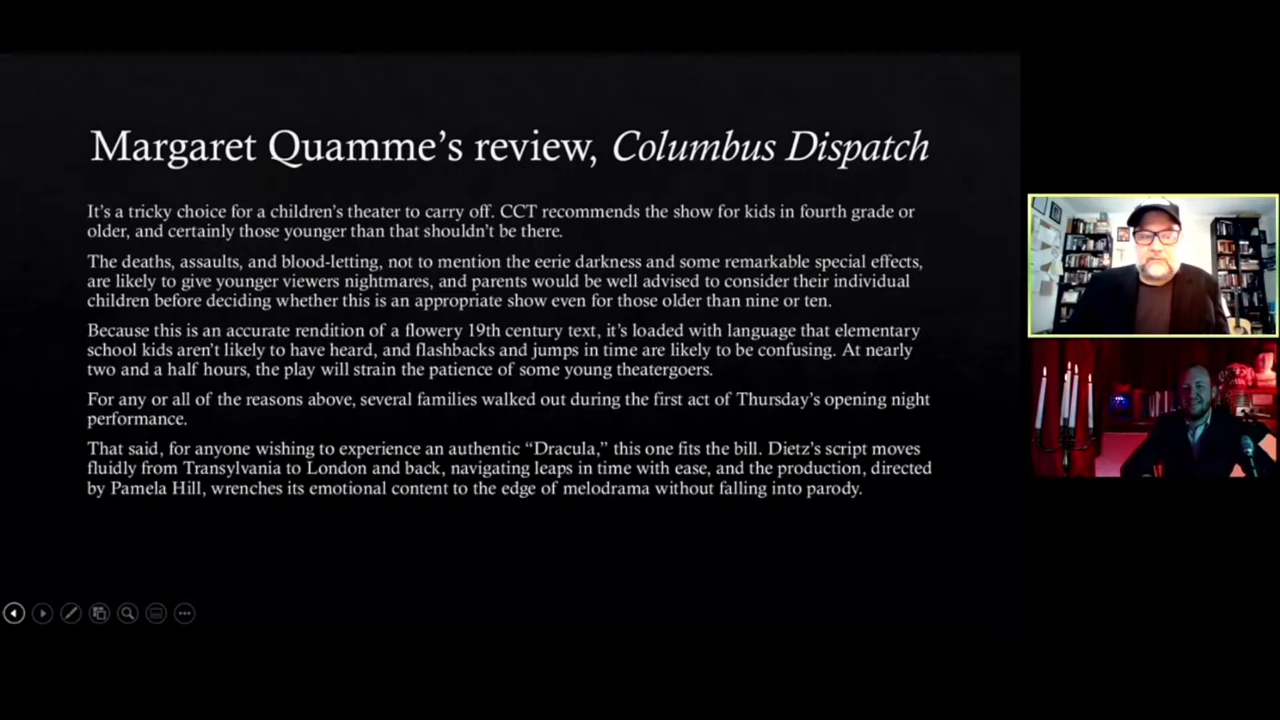 Margaret Quamme’s review, Columbus Dispatch
It’s a tricky choice for a children’s theater to carry off. CCT recommends the show for kids in fourth grade or
older, and certainly those younger than that shouldn’t be there.
The deaths, assaults, and blood-letting, not to mention the eerie darkness and some remarkable special effects,
are likely to give younger viewers nightmares, and parents would be well advised to consider their individual
children before deciding whether this is an appropriate show even for those older than nine or ten.
Because this is an accurate rendition of a flowery 19th century text, it’s loaded with language that elementary
school kids aren’t likely to have heard, and flashbacks and jumps in time are likely to be confusing. At nearly
two and a half hours, the play will strain the patience of some young theatergoers.
For any or all of the reasons above, several families walked out during the first act of Thursday’s opening night
performance.
That said, for anyone wishing to experience an authentic “Dracula,” this one fits the bill. Dietz’s script moves
fluidly from Transylvania to London and back, navigating leaps in time with ease, and the production, directed
by Pamela Hill, wrenches its emotional content to the edge of melodrama without falling into parody.